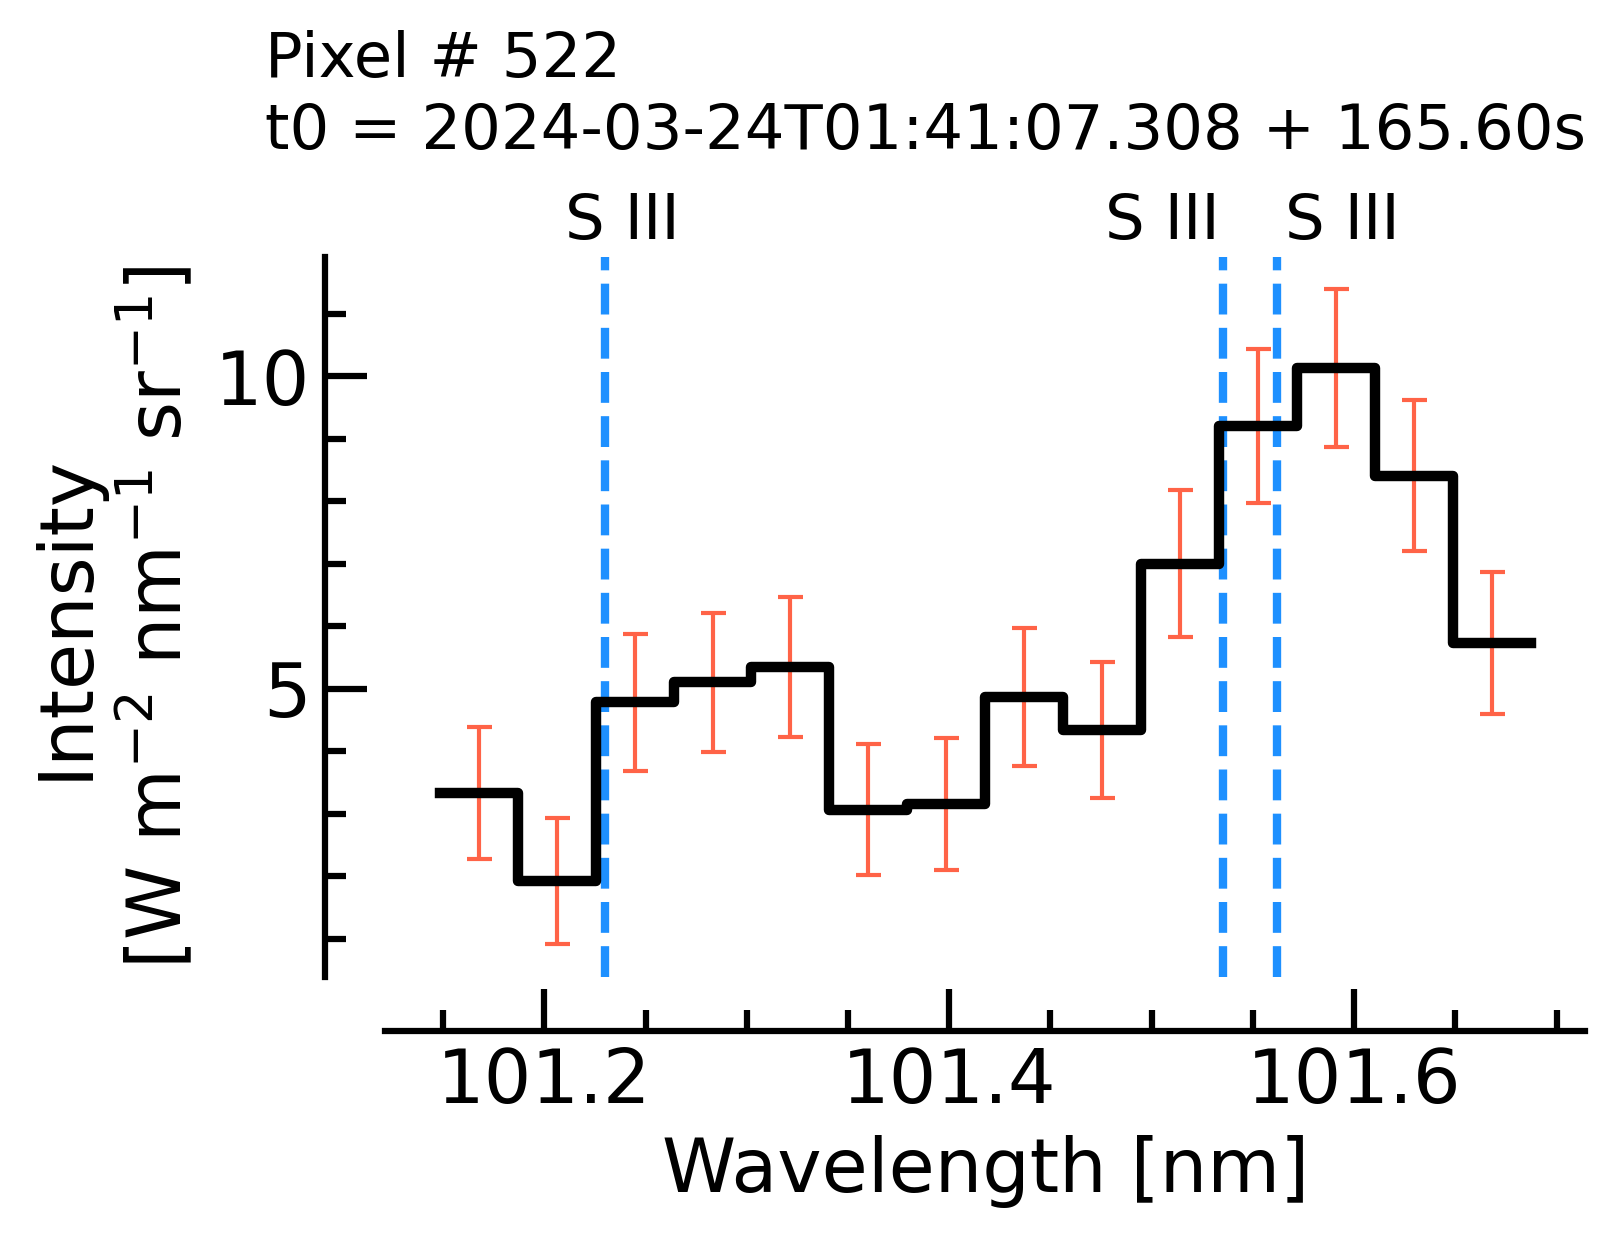 Pixel # 522
t0 = 2024-03-24T01:41:07.308 + 165.60s
S III S III S III
Intensity
[W m⁻² nm⁻¹ sr⁻¹]
10
5
101.2 101.4 101.6
Wavelength [nm]